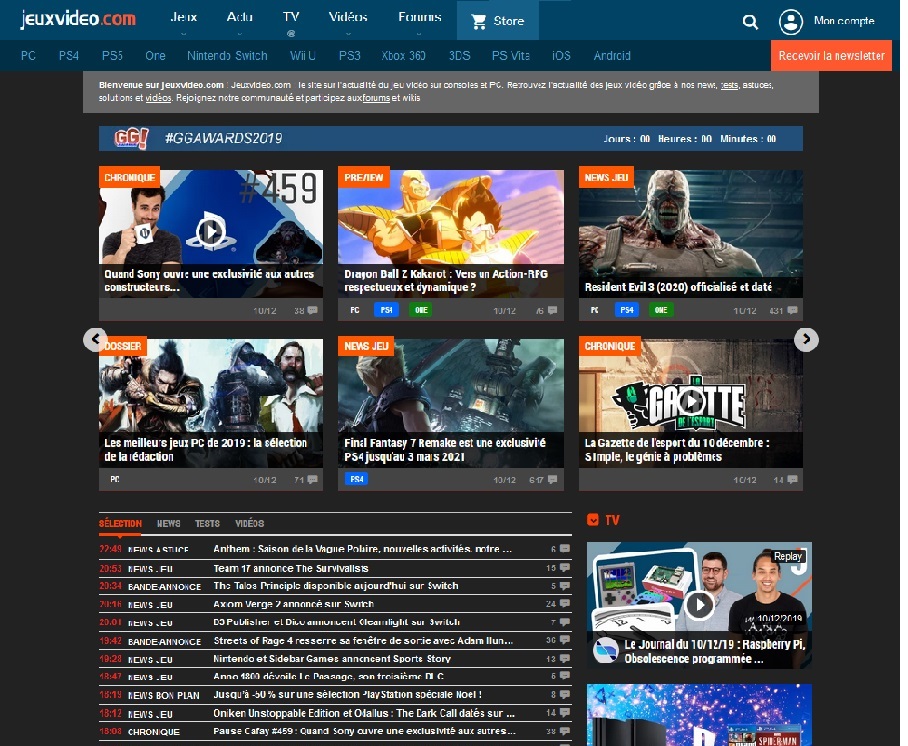 jeuxvideo.com
Jeux Actu TV Vidéos Forums Store Mon compte
PC PS4 PS5 One Nintendo Switch Wii U PS3 Xbox 360 3DS PS Vita iOS Android Recevoir la newsletter
Bienvenue sur jeuxvideo.com : Jeuxvideo.com le site sur l'actualité du jeu vidéo sur consoles et PC. Retrouvez l'actualité des jeux vidéo grâce à nos news, tests, astuces,
solutions et vidéos. Rejoignez notre communauté et participez aux forums et wikis
GG! #GGAWARDS2019 Jours : 00 Heures : 00 Minutes : 00
CHRONIQUE
#459
Quand Sony ouvre une exclusivité aux autres
constructeurs...
10/12 38
PREVIEW
Dragon Ball Z Kakarot : Vers un Action-RPG
respectueux et dynamique ?
PC PS4 ONE 10/12 76
NEWS JEU
Resident Evil 3 (2020) officialisé et daté
PC PS4 ONE 10/12 431
DOSSIER
Les meilleurs jeux PC de 2019 : la sélection
de la rédaction
PC 10/12 71
NEWS JEU
Final Fantasy 7 Remake est une exclusivité
PS4 jusqu'au 3 mars 2021
PS4 10/12 647
CHRONIQUE
LA
GAZETTE
DE L'ESPORT
La Gazette de l'esport du 10 décembre :
S1mple, le génie à problèmes
10/12 14
SÉLECTION NEWS TESTS VIDÉOS
22:49 NEWS ASTUCE Anthem : Saison de la Vague Polaire, nouvelles activités, notre ... 6
20:53 NEWS JEU Team 17 annonce The Survivalists 15
20:34 BANDE-ANNONCE The Talos Principle disponible aujourd'hui sur Switch 5
20:16 NEWS JEU Axiom Verge 2 annoncé sur Switch 24
20:01 NEWS JEU D3 Publisher et Dico annoncent Gleamlight sur Switch 7
19:42 BANDE-ANNONCE Streets of Rage 4 resserre sa fenêtre de sortie avec Adam Hun... 36
19:28 NEWS JEU Nintendo et Sidebar Games annoncent Sports Story 13
18:47 NEWS JEU Anno 1800 dévoile Le Passage, son troisième DLC 5
18:19 NEWS BON PLAN Jusqu'à -50% sur une sélection PlayStation spéciale Noël ! 8
18:12 NEWS JEU Oniken Unstoppable Edition et Odallus : The Dark Call datés sur ... 14
18:08 CHRONIQUE Pause Cafay #459 : Quand Sony ouvre une exclusivité aux autres... 38
TV
Replay
10/12/2019
Le Journal du 10/12/19 : Raspberry Pi,
Obsolescence programmée ...
SPIDERMAN